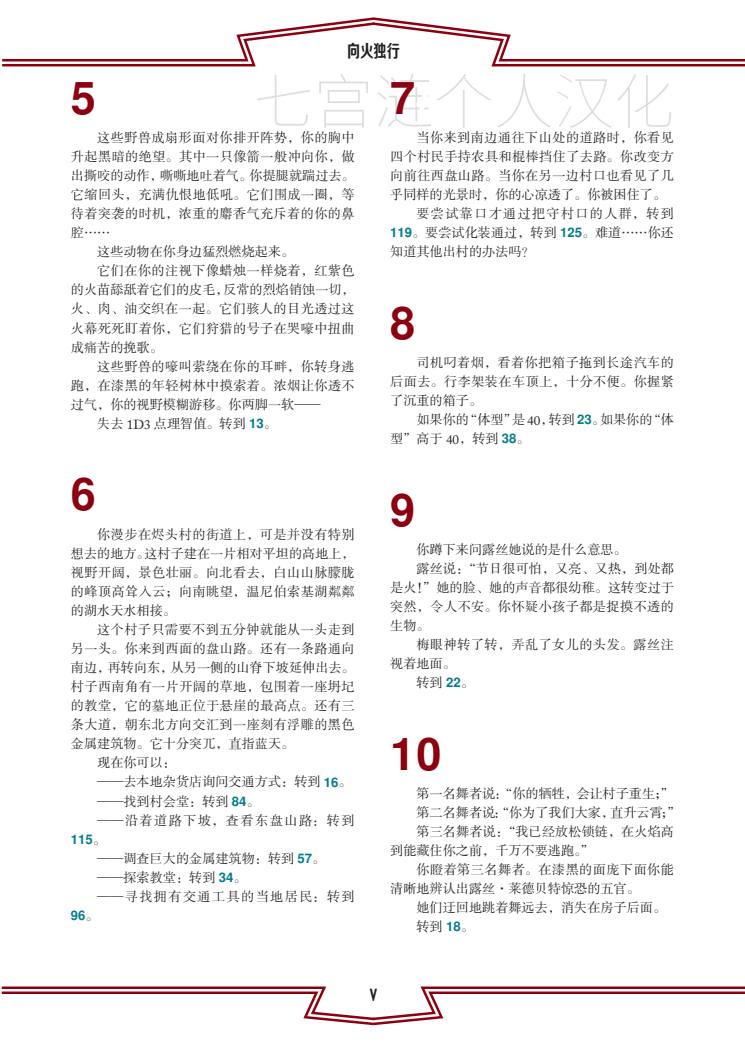 向火独行
七宫涟个人汉化
5
这些野兽成扇形面对你排开阵势，你的胸中
升起黑暗的绝望。其中一只像箭一般冲向你，做
出撕咬的动作，嘶嘶地吐着气。你提腿就踹过去。
它缩回头，充满仇恨地低吼。它们围成一圈，等
待着突袭的时机，浓重的麝香气充斥着的你的鼻
腔……
这些动物在你身边猛烈燃烧起来。
它们在你的注视下像蜡烛一样烧着，红紫色
的火苗舔舐着它们的皮毛，反常的烈焰销蚀一切，
火、肉、油交织在一起。它们骇人的目光透过这
火幕死死盯着你，它们狩猎的号子在哭嚎中扭曲
成痛苦的挽歌。
这些野兽的嚎叫萦绕在你的耳畔，你转身逃
跑，在漆黑的年轻树林中摸索着。浓烟让你透不
过气，你的视野模糊游移。你两脚一软——
失去 1D3 点理智值。转到 13。
6
你漫步在烬头村的街道上，可是并没有特别
想去的地方。这村子建在一片相对平坦的高地上，
视野开阔，景色壮丽。向北看去，白山山脉朦胧
的峰顶高耸入云；向南眺望，温尼伯索基湖粼粼
的湖水天水相接。
这个村子只需要不到五分钟就能从一头走到
另一头。你来到西面的盘山路。还有一条路通向
南边，再转向东，从另一侧的山脊下坡延伸出去。
村子西南角有一片开阔的草地，包围着一座坍圮
的教堂，它的墓地正位于悬崖的最高点。还有三
条大道，朝东北方向交汇到一座刻有浮雕的黑色
金属建筑物。它十分突兀，直指蓝天。
现在你可以：
——去本地杂货店询问交通方式；转到 16。
——找到村会堂；转到 84。
——沿着道路下坡，查看东盘山路；转到
115。
——调查巨大的金属建筑物；转到 57。
——探索教堂；转到 34。
——寻找拥有交通工具的当地居民；转到
96。
7
当你来到南边通往下山处的道路时，你看见
四个村民手持农具和棍棒挡住了去路。你改变方
向前往西盘山路。当你在另一边村口也看见了几
乎同样的光景时，你的心凉透了。你被困住了。
要尝试靠口才通过把守村口的人群，转到
119。要尝试化装通过，转到 125。难道……你还
知道其他出村的办法吗？
8
司机叼着烟，看着你把箱子拖到长途汽车的
后面去。行李架装在车顶上，十分不便。你握紧
了沉重的箱子。
如果你的“体型”是 40，转到 23。如果你的“体
型”高于 40，转到 38。
9
你蹲下来问露丝她说的是什么意思。
露丝说：“节日很可怕，又亮、又热，到处都
是火！”她的脸、她的声音都很幼稚。这转变过于
突然，令人不安。你怀疑小孩子都是捉摸不透的
生物。
梅眼神转了转，弄乱了女儿的头发。露丝注
视着地面。
转到 22。
10
第一名舞者说：“你的牺牲，会让村子重生；”
第二名舞者说：“你为了我们大家，直升云霄；”
第三名舞者说：“我已经放松锁链，在火焰高
到能藏住你之前，千万不要逃跑。”
你瞪着第三名舞者。在漆黑的面庞下面你能
清晰地辨认出露丝・莱德贝特惊恐的五官。
她们迂回地跳着舞远去，消失在房子后面。
转到 18。
V